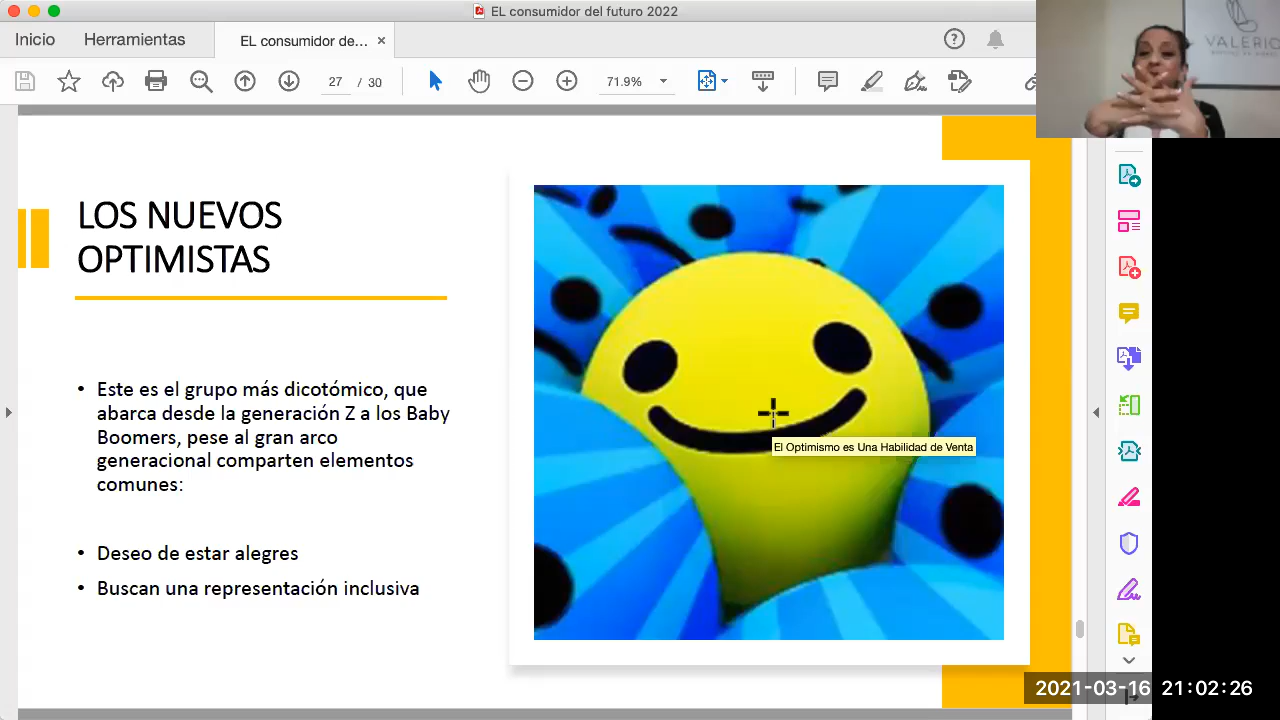 EL consumidor del futuro 2022
Inicio
Herramientas
EL consumidor de...
27 / 30
71.9%
VALERIO
LOS NUEVOS
OPTIMISTAS
• Este es el grupo más dicotómico, que
abarca desde la generación Z a los Baby
Boomers, pese al gran arco
generacional comparten elementos
comunes:
• Deseo de estar alegres
• Buscan una representación inclusiva
El Optimismo es Una Habilidad de Venta
2021-03-16 21:02:26